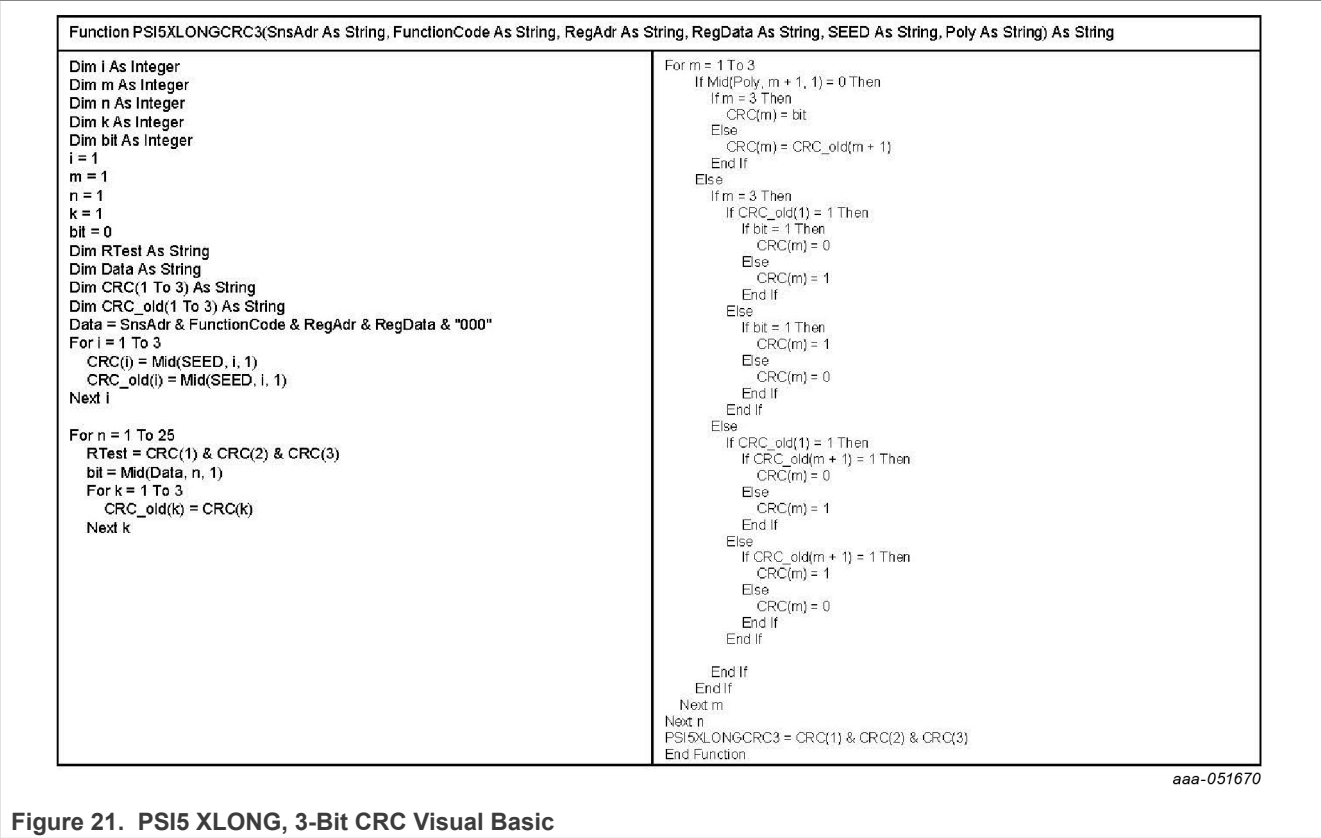 Function PSI5XLONGCRC3(SnsAdr As String, FunctionCode As String, RegAdr As String, RegData As String, SEED As String, Poly As String) As String
Dim i As Integer
Dim m As Integer
Dim n As Integer
Dim k As Integer
Dim bit As Integer
i = 1
m = 1
n = 1
k = 1
bit = 0
Dim RTest As String
Dim Data As String
Dim CRC(1 To 3) As String
Dim CRC_old(1 To 3) As String
Data = SnsAdr & FunctionCode & RegAdr & RegData & "000"
For i = 1 To 3
CRC(i) = Mid(SEED, i, 1)
CRC_old(i) = Mid(SEED, i, 1)
Next i
For n = 1 To 25
RTest = CRC(1) & CRC(2) & CRC(3)
bit = Mid(Data, n, 1)
For k = 1 To 3
CRC_old(k) = CRC(k)
Next k
For m = 1 To 3
If Mid(Poly, m + 1, 1) = 0 Then
If m = 3 Then
CRC(m) = bit
Else
CRC(m) = CRC_old(m + 1)
End If
Else
If m = 3 Then
If CRC_old(1) = 1 Then
If bit = 1 Then
CRC(m) = 0
Else
CRC(m) = 1
End If
Else
If bit = 1 Then
CRC(m) = 1
Else
CRC(m) = 0
End If
End If
Else
If CRC_old(1) = 1 Then
If CRC_old(m + 1) = 1 Then
CRC(m) = 0
Else
CRC(m) = 1
End If
Else
If CRC_old(m + 1) = 1 Then
CRC(m) = 1
Else
CRC(m) = 0
End If
End If
End If
End If
Next m
Next n
PSI5XLONGCRC3 = CRC(1) & CRC(2) & CRC(3)
End Function
aaa-051670
Figure 21. PSI5 XLONG, 3-Bit CRC Visual Basic